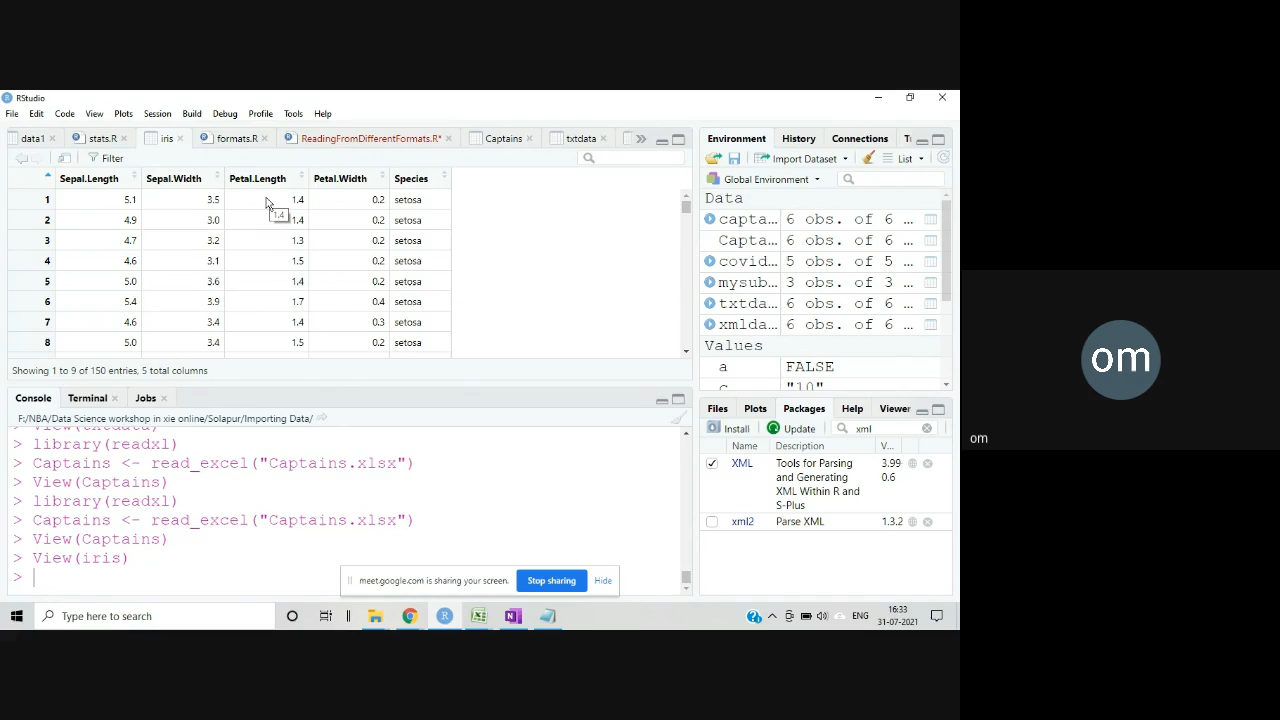 RStudio
File Edit Code View Plots Session Build Debug Profile Tools Help
data1 stats.R iris formats.R ReadingFromDifferentFormats.R* Captains txtdata
Filter
Sepal.Length Sepal.Width Petal.Length Petal.Width Species
1 5.1 3.5 1.4 0.2 setosa
1.4
2 4.9 3.0 1.4 0.2 setosa
3 4.7 3.2 1.3 0.2 setosa
4 4.6 3.1 1.5 0.2 setosa
5 5.0 3.6 1.4 0.2 setosa
6 5.4 3.9 1.7 0.4 setosa
7 4.6 3.4 1.4 0.3 setosa
8 5.0 3.4 1.5 0.2 setosa
Showing 1 to 9 of 150 entries, 5 total columns
Console Terminal Jobs
F:/NBA/Data Science workshop in xie online/Solapur/Importing Data/
> library(readxl)
> Captains <- read_excel("Captains.xlsx")
> View(Captains)
> library(readxl)
> Captains <- read_excel("Captains.xlsx")
> View(Captains)
> View(iris)
>
meet.google.com is sharing your screen. Stop sharing Hide
Environment History Connections
Import Dataset List
Global Environment
Data
capta... 6 obs. of 6 ...
Capta... 6 obs. of 6 ...
covid... 5 obs. of 5 ...
mysub... 3 obs. of 3 ...
txtda... 6 obs. of 6 ...
xmlda... 6 obs. of 6 ...
Values
a FALSE
c "10"
Files Plots Packages Help Viewer
Install Update xml
Name Description V...
XML Tools for Parsing 3.99
and Generating 0.6
XML Within R and
S-Plus
xml2 Parse XML 1.3.2
Type here to search
ENG
16:33
31-07-2021
om
om